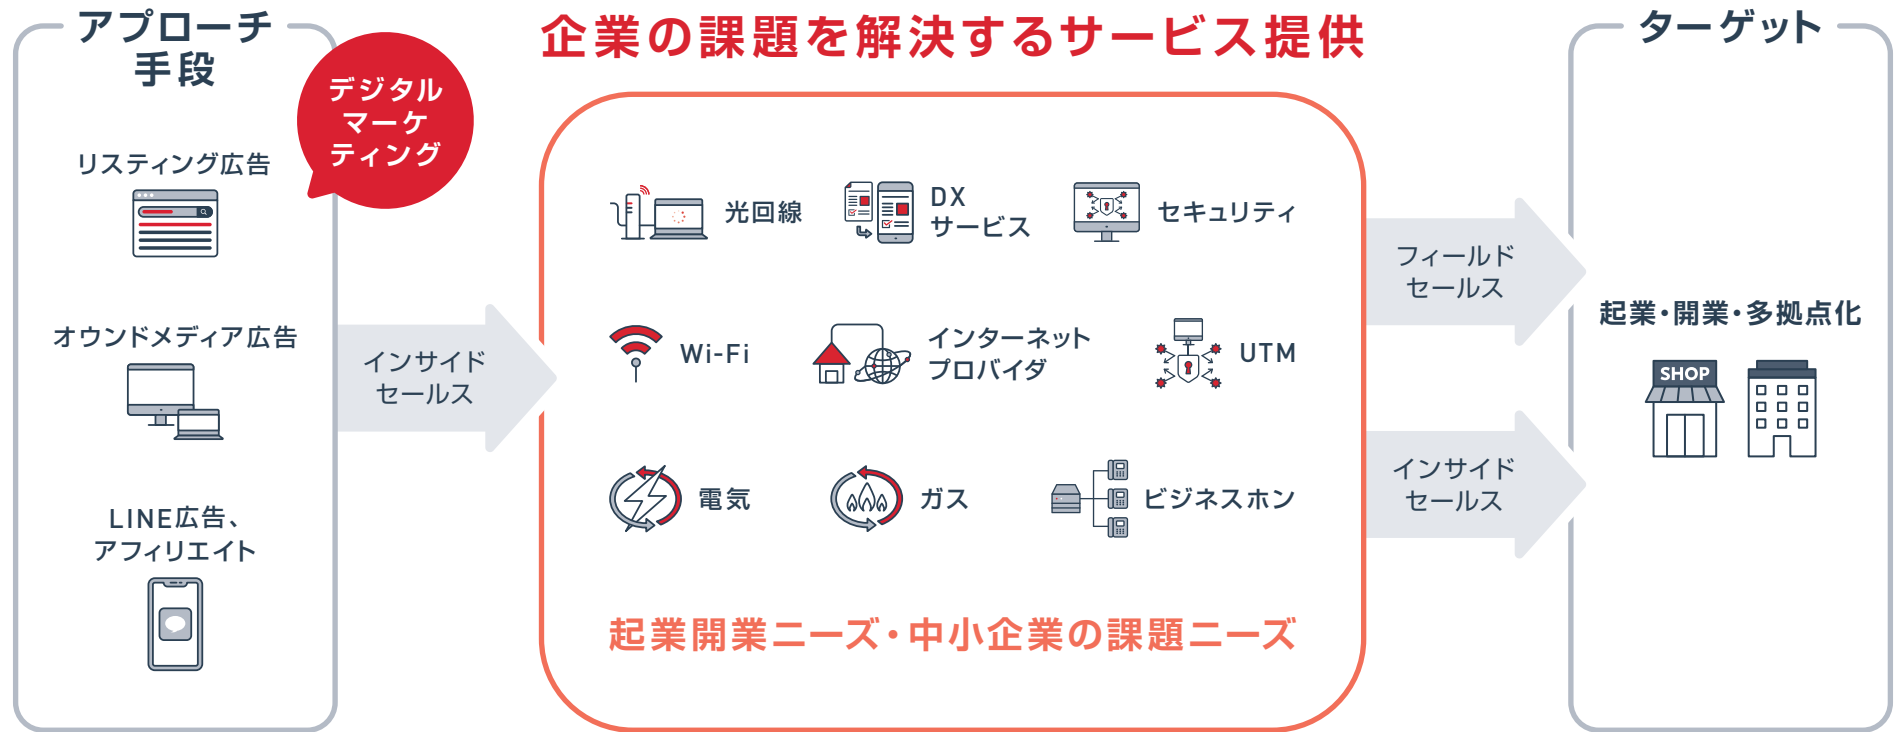 アプローチ
手段
デジタル
マーケ
ティング
リスティング広告
オウンドメディア広告
LINE広告、
アフィリエイト
インサイド
セールス
企業の課題を解決するサービス提供
光回線
DX
サービス
セキュリティ
Wi-Fi
インターネット
プロバイダ
UTM
電気
ガス
ビジネスホン
起業開業ニーズ・中小企業の課題ニーズ
フィールド
セールス
インサイド
セールス
ターゲット
起業・開業・多拠点化
SHOP